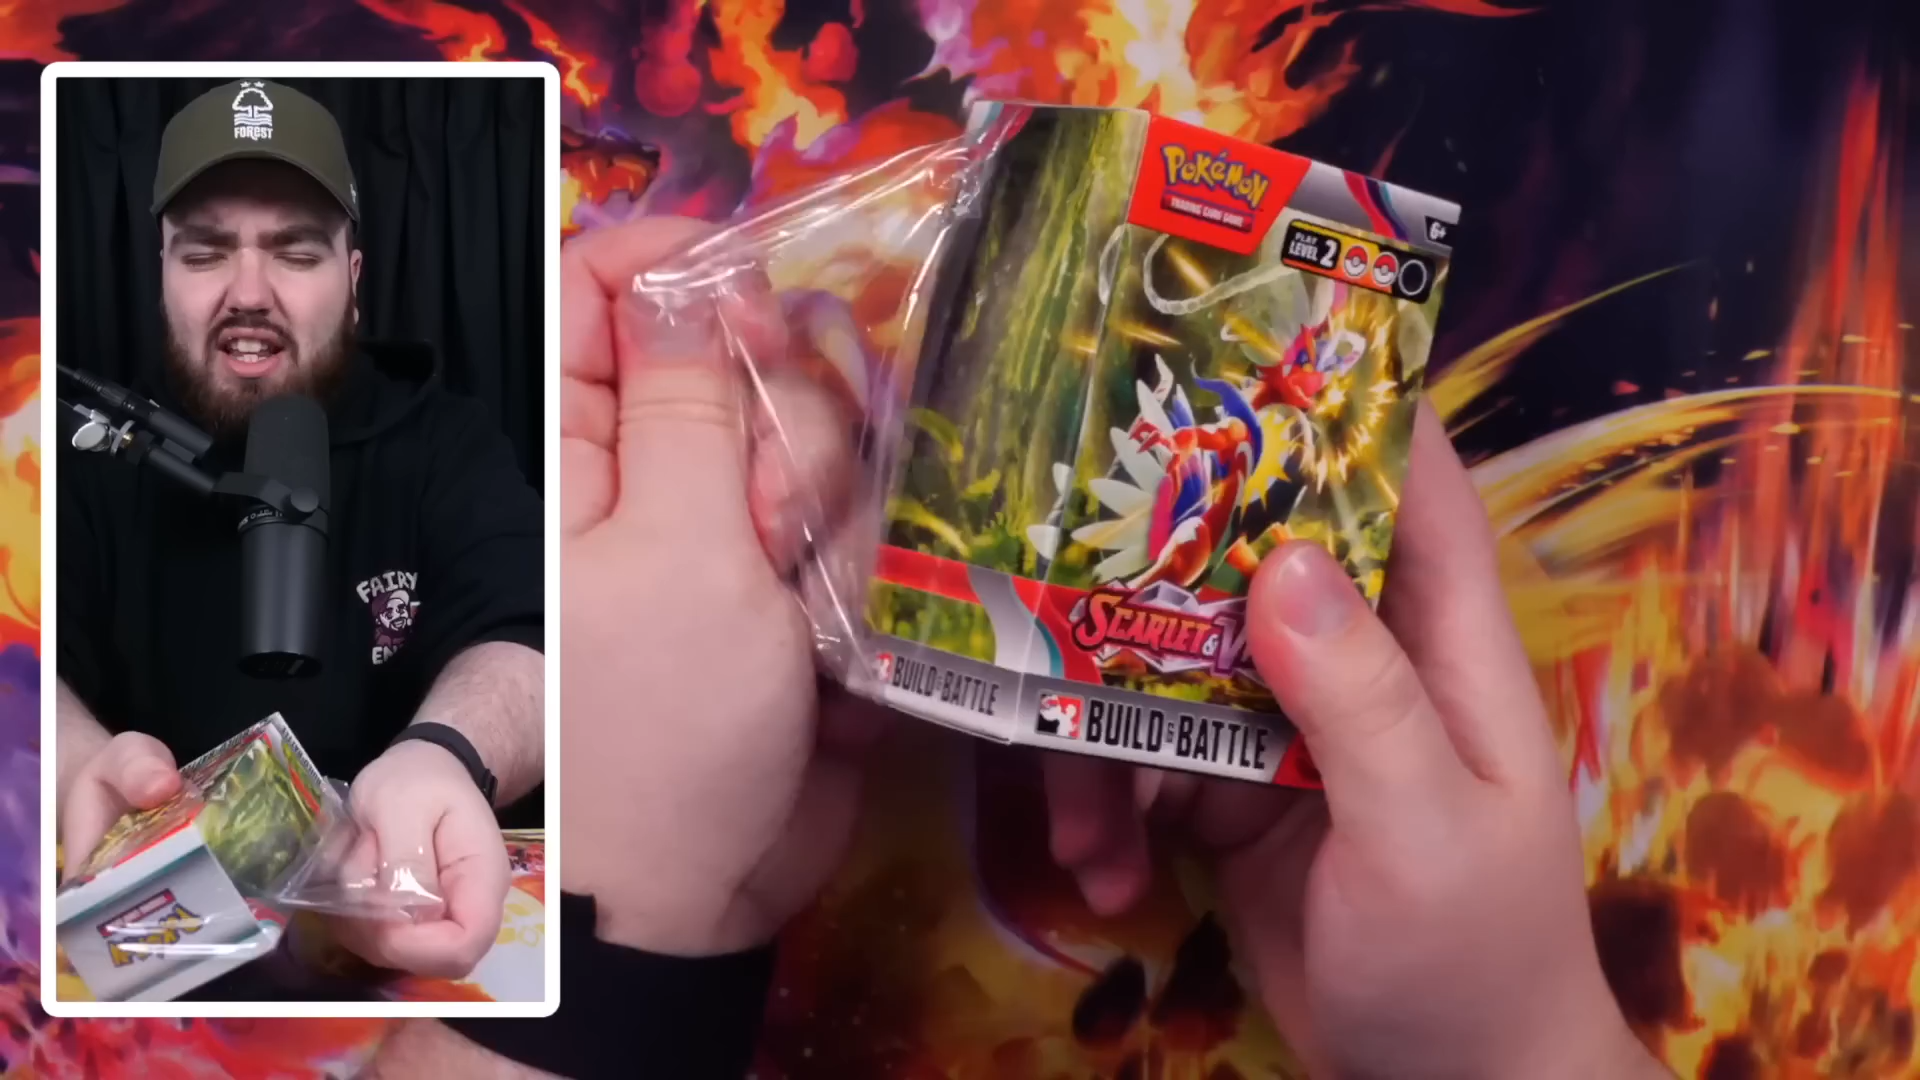 FOREST
FAIRY
POKéMON
TRADING CARD GAME
6+
PLAY
LEVEL 2
SCARLET & V
BUILD & BATTLE
BUILD & BATTLE